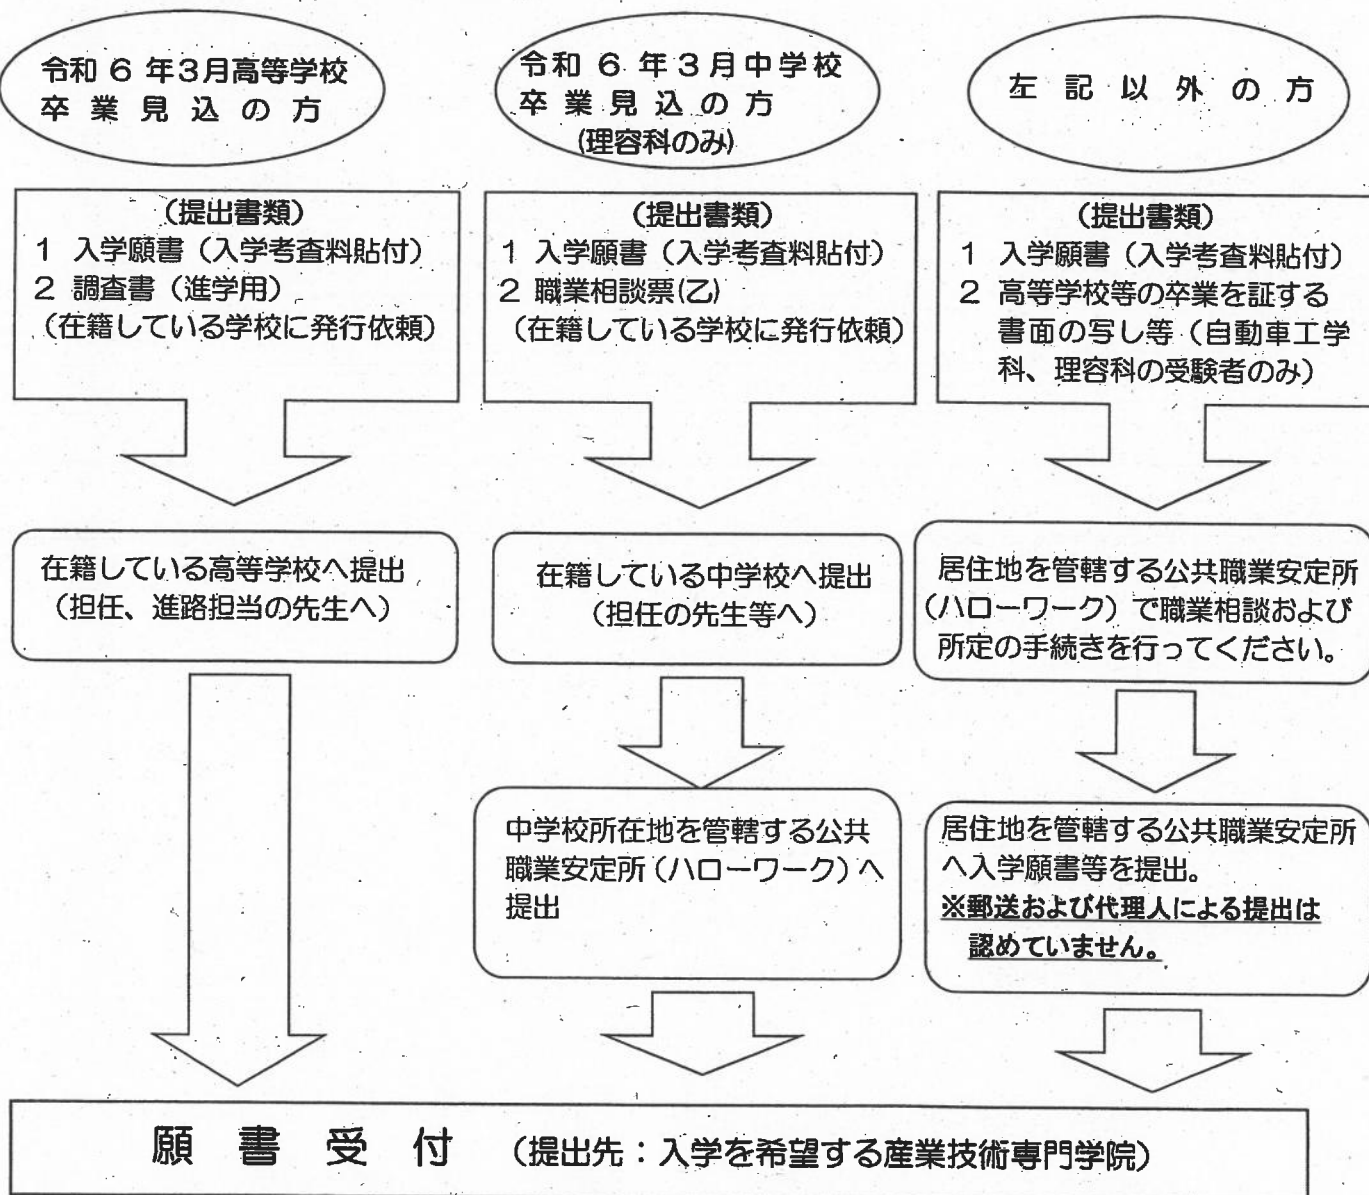 令和 6 年3月高等学校
卒 業 見 込 の 方
令和 6 年 3 月 中 学 校
卒 業 見 込 の 方
(理容科のみ)
左 記 以 外 の 方
(提出書類)
1 入学願書（入学考査料貼付）
2 調査書（進学用）
（在籍している学校に発行依頼）
(提出書類)
1 入学願書（入学考査料貼付）
2 職業相談票(乙)
（在籍している学校に発行依頼）
(提出書類)
1 入学願書（入学考査料貼付）
2 高等学校等の卒業を証する
書面の写し等（自動車工学
科、理容科の受験者のみ）
在籍している高等学校へ提出
（担任、進路担当の先生へ）
在籍している中学校へ提出
（担任の先生等へ）
居住地を管轄する公共職業安定所
（ハローワーク）で職業相談および
所定の手続きを行ってください。
中学校所在地を管轄する公共
職業安定所（ハローワーク）へ
提出
居住地を管轄する公共職業安定所
へ入学願書等を提出。
※郵送および代理人による提出は
認めていません。
願 書 受 付 （提出先：入学を希望する産業技術専門学院）